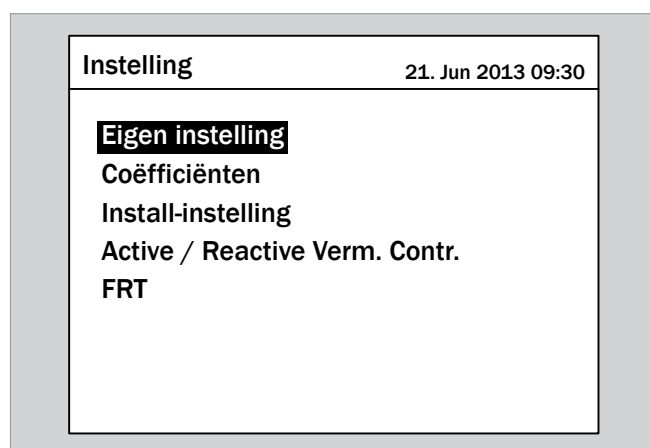 Instelling
21. Jun 2013 09:30
Eigen instelling
Coëfficiënten
Install-instelling
Active / Reactive Verm. Contr.
FRT